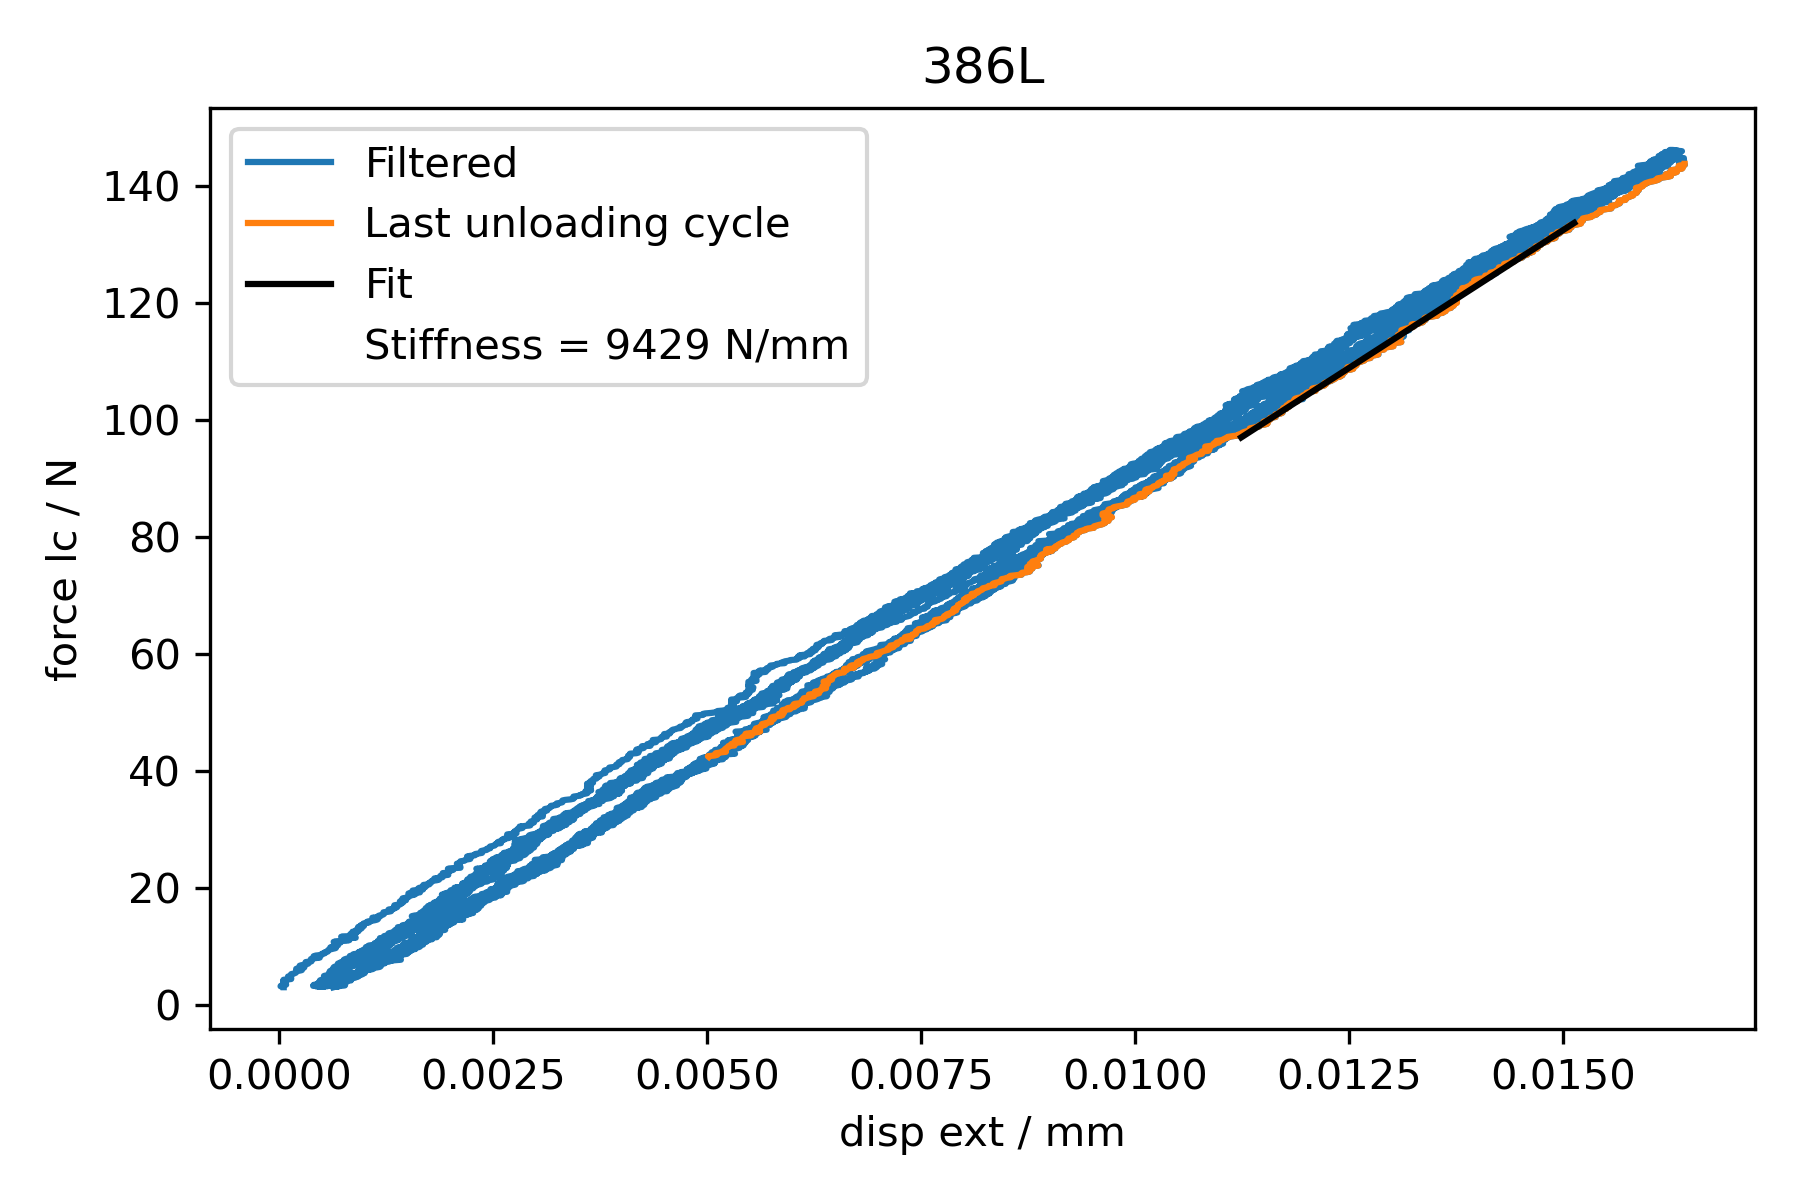 386L
Filtered
Last unloading cycle
Fit
Stiffness = 9429 N/mm
140
120
100
80
60
40
20
0
force lc / N
0.0000 0.0025 0.0050 0.0075 0.0100 0.0125 0.0150
disp ext / mm